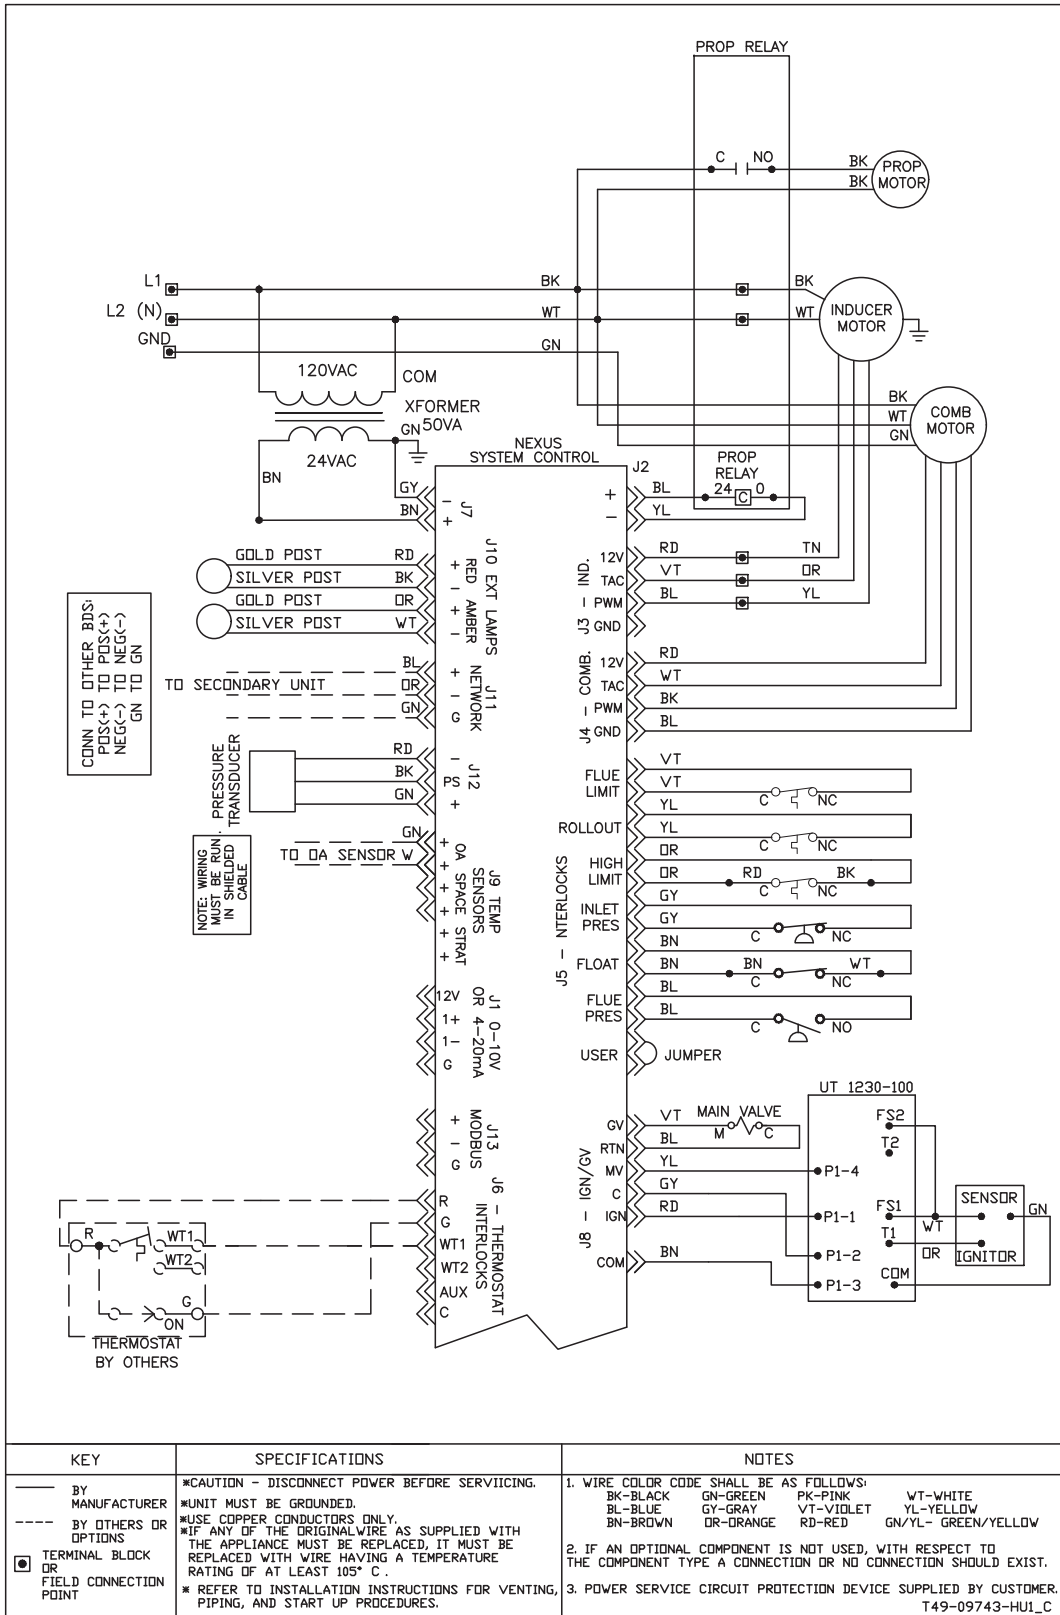 PROP RELAY
C NO
BK
BK
PROP
MOTOR
L1
BK
BK
L2 (N)
WT
WT
INDUCER
MOTOR
GND
GN
120VAC
COM
XFORMER
50VA
GN
24VAC
BN
BK
WT
GN
COMB
MOTOR
NEXUS
SYSTEM CONTROL
J2
PROP
RELAY
24 C 0
GY
BN
-
+
J7
+
-
BL
YL
GOLD POST RD
SILVER POST BK
GOLD POST OR
SILVER POST WT
+
-
+
-
RED AMBER
J10 EXT LAMPS
12V RD TN
TAC VT OR
PWM BL YL
GND
J3 - IND.
CONN TO OTHER BDS:
POS(+) TO POS(+)
NEG(-) TO NEG(-)
GN TO GN
TO SECONDARY UNIT
BL
OR
GN
+
-
G
NETWORK
J11
12V RD
TAC WT
PWM BK
GND BL
J4 - COMB.
PRESSURE
TRANSDUCER
RD
BK
GN
-
PS
+
J12
NOTE: WIRING
MUST BE RUN
IN SHIELDED
CABLE
GN
TO OA SENSOR W
+
+
+
+
+
+
OA SPACE STRAT
J9 TEMP
SENSORS
J5 - NTERLOCKS
FLUE
LIMIT
VT
VT
C NC
ROLLOUT
YL
YL
C NC
HIGH
LIMIT
OR
OR
RD BK
C NC
INLET
PRES
GY
GY
C NC
FLOAT
BN
BN
BN WT
C NC
FLUE
PRES
BL
BL
C NO
USER
JUMPER
12V
1+
1-
G
J1 0-10V
OR 4-20mA
+
-
G
MODBUS
J13
R
G
WT1
WT2
AUX
C
J6 - THERMOSTAT
INTERLOCKS
R
WT1
WT2
G
ON
THERMOSTAT
BY OTHERS
J8 - IGN/GV
GV VT
MAIN VALVE
M C
RTN BL
MV YL
C GY
IGN RD
COM BN
UT 1230-100
FS2
T2
P1-4
P1-1
FS1
T1
P1-2
P1-3
COM
WT
OR
SENSOR
IGNITOR
GN
KEY
BY
MANUFACTURER
BY OTHERS OR
OPTIONS
TERMINAL BLOCK
OR
FIELD CONNECTION
POINT
SPECIFICATIONS
*CAUTION - DISCONNECT POWER BEFORE SERVIICING.
*UNIT MUST BE GROUNDED.
*USE COPPER CONDUCTORS ONLY.
*IF ANY OF THE ORIGINALWIRE AS SUPPLIED WITH
THE APPLIANCE MUST BE REPLACED, IT MUST BE
REPLACED WITH WIRE HAVING A TEMPERATURE
RATING OF AT LEAST 105° C .
* REFER TO INSTALLATION INSTRUCTIONS FOR VENTING,
PIPING, AND START UP PROCEDURES.
NOTES
1. WIRE COLOR CODE SHALL BE AS FOLLOWS:
BK-BLACK GN-GREEN PK-PINK WT-WHITE
BL-BLUE GY-GRAY VT-VIOLET YL-YELLOW
BN-BROWN OR-ORANGE RD-RED GN/YL- GREEN/YELLOW
2. IF AN OPTIONAL COMPONENT IS NOT USED, WITH RESPECT TO
THE COMPONENT TYPE A CONNECTION OR NO CONNECTION SHOULD EXIST.
3. POWER SERVICE CIRCUIT PROTECTION DEVICE SUPPLIED BY CUSTOMER.
T49-09743-HU1_C